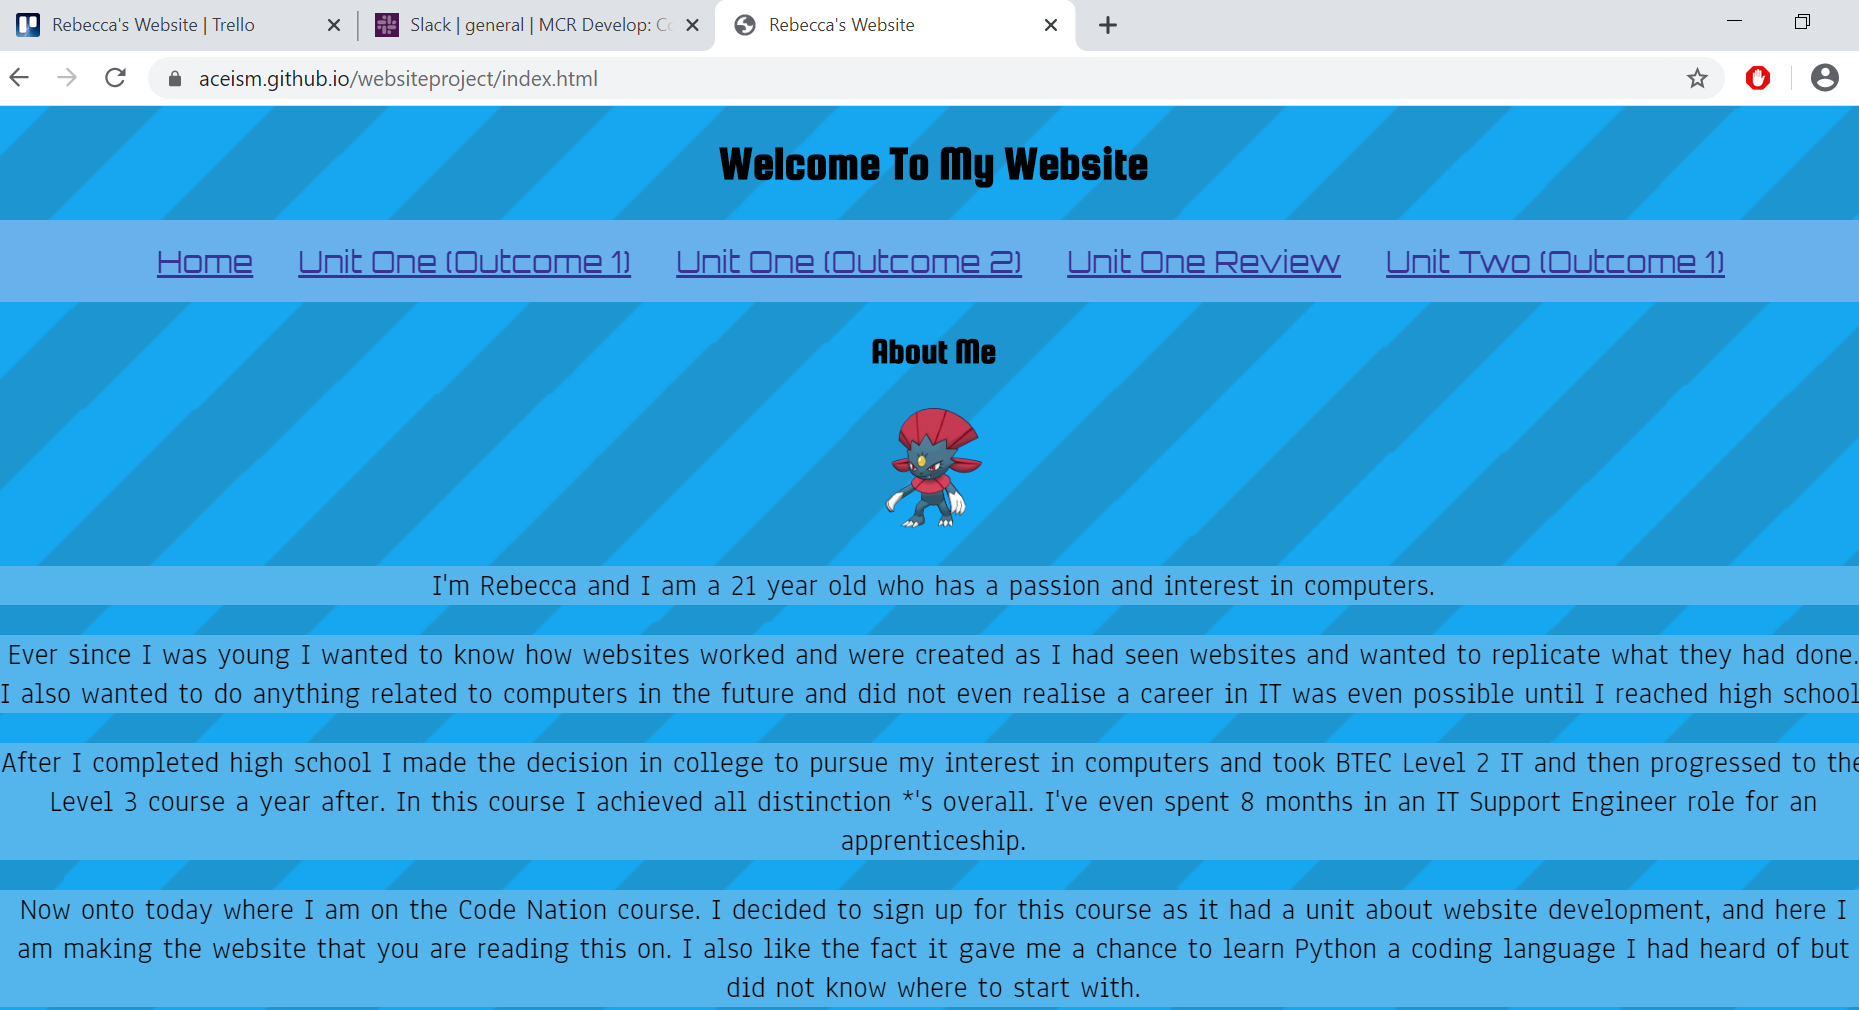 Rebecca's Website | Trello
Slack | general | MCR Develop: Co
Rebecca's Website
aceism.github.io/websiteproject/index.html
Welcome To My Website
Home Unit One (Outcome 1) Unit One (Outcome 2) Unit One Review Unit Two (Outcome 1)
About Me
I'm Rebecca and I am a 21 year old who has a passion and interest in computers.
Ever since I was young I wanted to know how websites worked and were created as I had seen websites and wanted to replicate what they had done.
I also wanted to do anything related to computers in the future and did not even realise a career in IT was even possible until I reached high school
After I completed high school I made the decision in college to pursue my interest in computers and took BTEC Level 2 IT and then progressed to the
Level 3 course a year after. In this course I achieved all distinction *'s overall. I've even spent 8 months in an IT Support Engineer role for an
apprenticeship.
Now onto today where I am on the Code Nation course. I decided to sign up for this course as it had a unit about website development, and here I
am making the website that you are reading this on. I also like the fact it gave me a chance to learn Python a coding language I had heard of but
did not know where to start with.